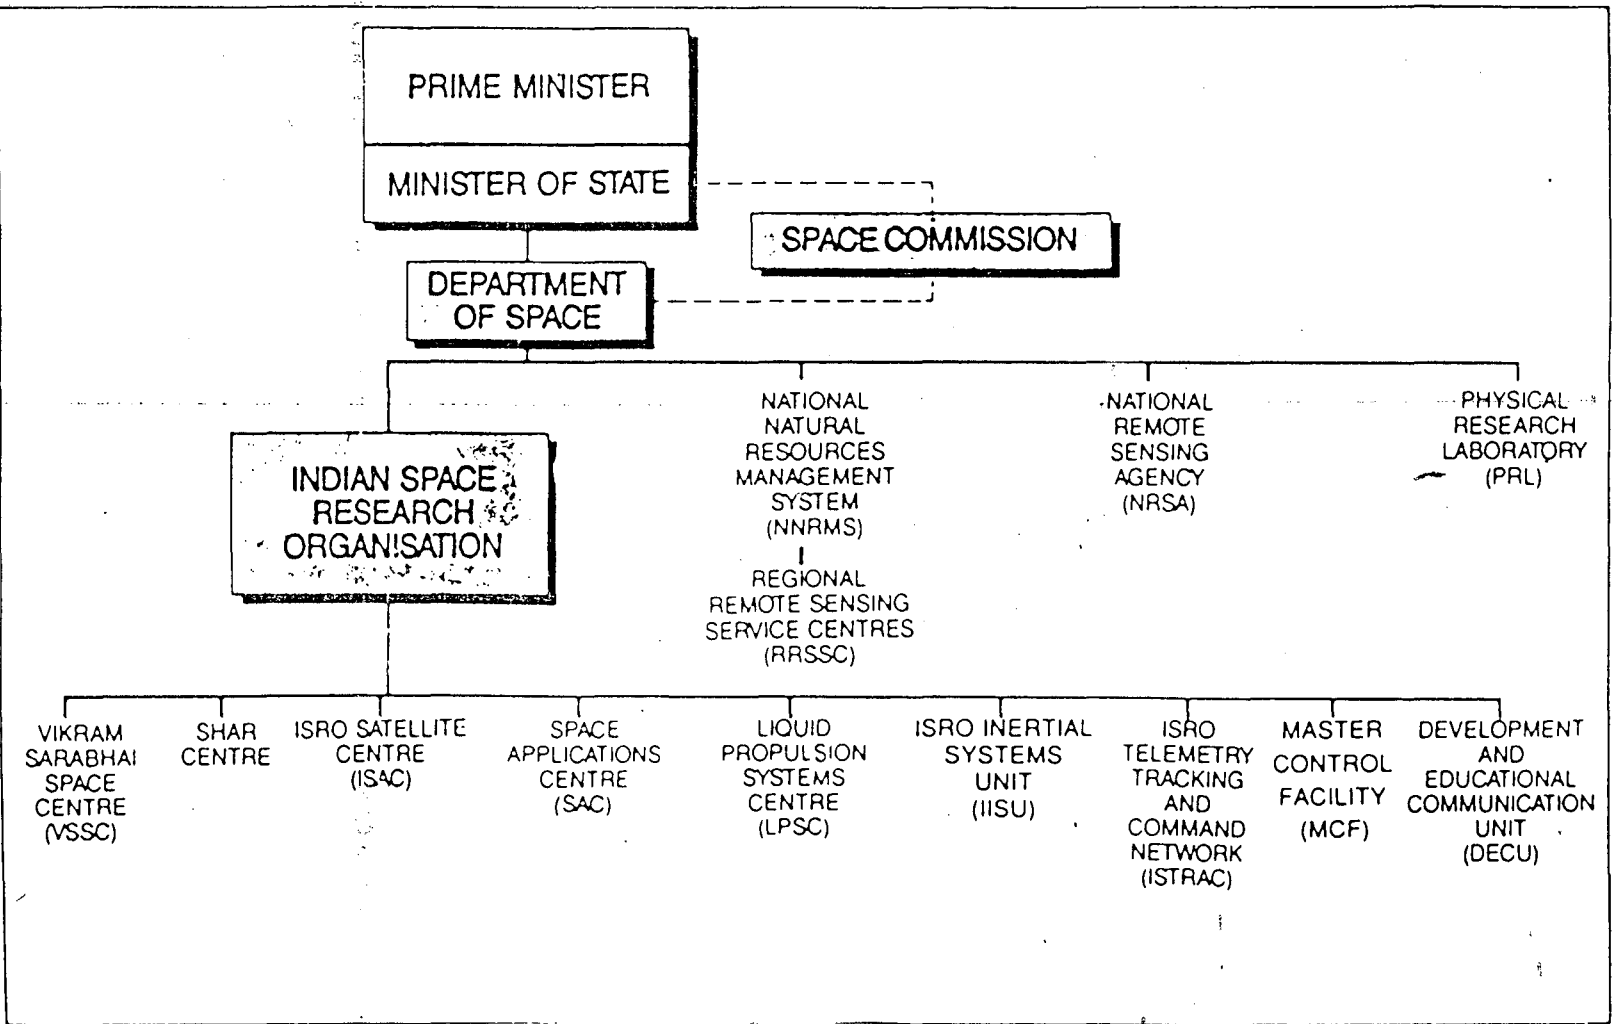 PRIME MINISTER
MINISTER OF STATE
SPACE COMMISSION
DEPARTMENT
OF SPACE
INDIAN SPACE
RESEARCH
ORGANISATION
NATIONAL
NATURAL
RESOURCES
MANAGEMENT
SYSTEM
(NNRMS)
REGIONAL
REMOTE SENSING
SERVICE CENTRES
(RRSSC)
NATIONAL
REMOTE
SENSING
AGENCY
(NRSA)
PHYSICAL
RESEARCH
LABORATORY
(PRL)
VIKRAM
SARABHAI
SPACE
CENTRE
(VSSC)
SHAR
CENTRE
ISRO SATELLITE
CENTRE
(ISAC)
SPACE
APPLICATIONS
CENTRE
(SAC)
LIQUID
PROPULSION
SYSTEMS
CENTRE
(LPSC)
ISRO INERTIAL
SYSTEMS
UNIT
(IISU)
ISRO
TELEMETRY
TRACKING
AND
COMMAND
NETWORK
(ISTRAC)
MASTER
CONTROL
FACILITY
(MCF)
DEVELOPMENT
AND
EDUCATIONAL
COMMUNICATION
UNIT
(DECU)